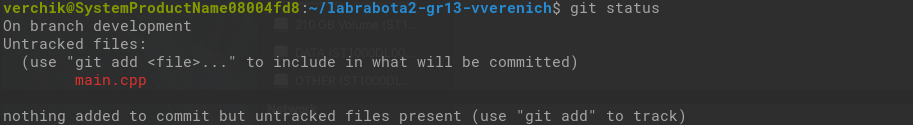 verchik@SystemProductName08004fd8:~/labrabota2-gr13-vverenich$ git status
On branch development
Untracked files:
  (use "git add <file>..." to include in what will be committed)
        main.cpp

nothing added to commit but untracked files present (use "git add" to track)